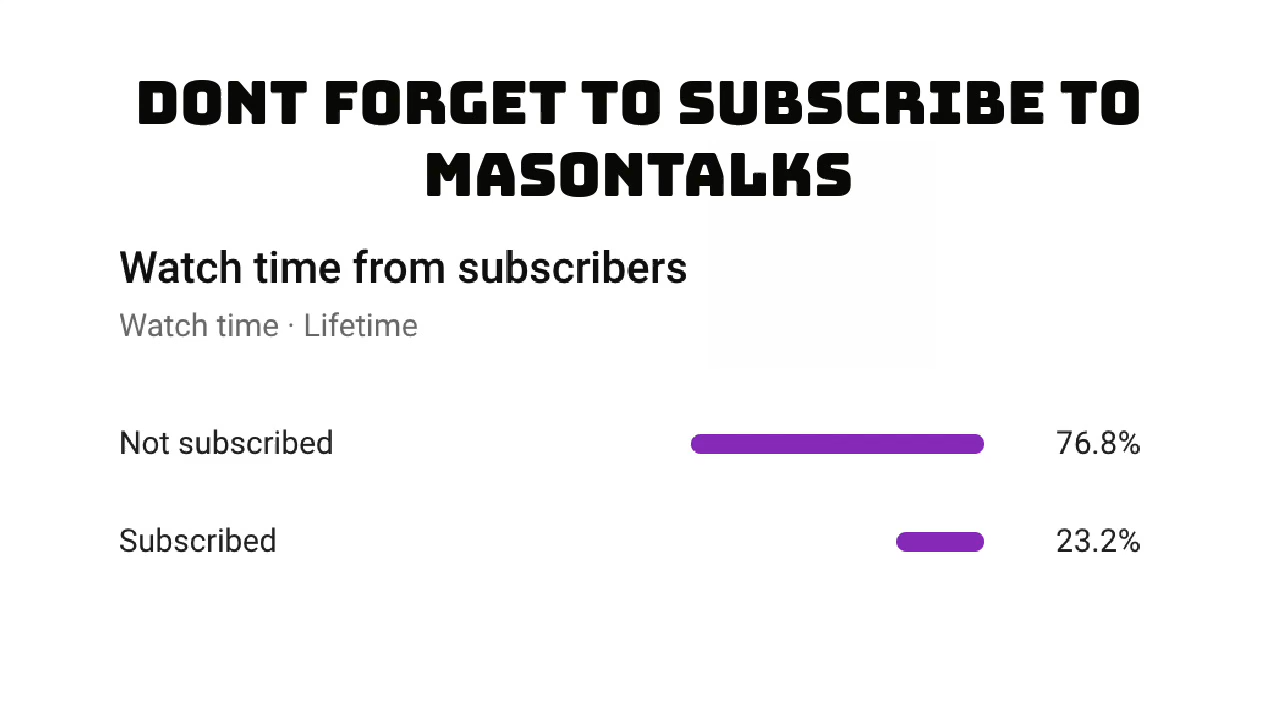 DONT FORGET TO SUBSCRIBE TO
MASONTALKS
Watch time from subscribers
Watch time · Lifetime
Not subscribed 76.8%
Subscribed 23.2%